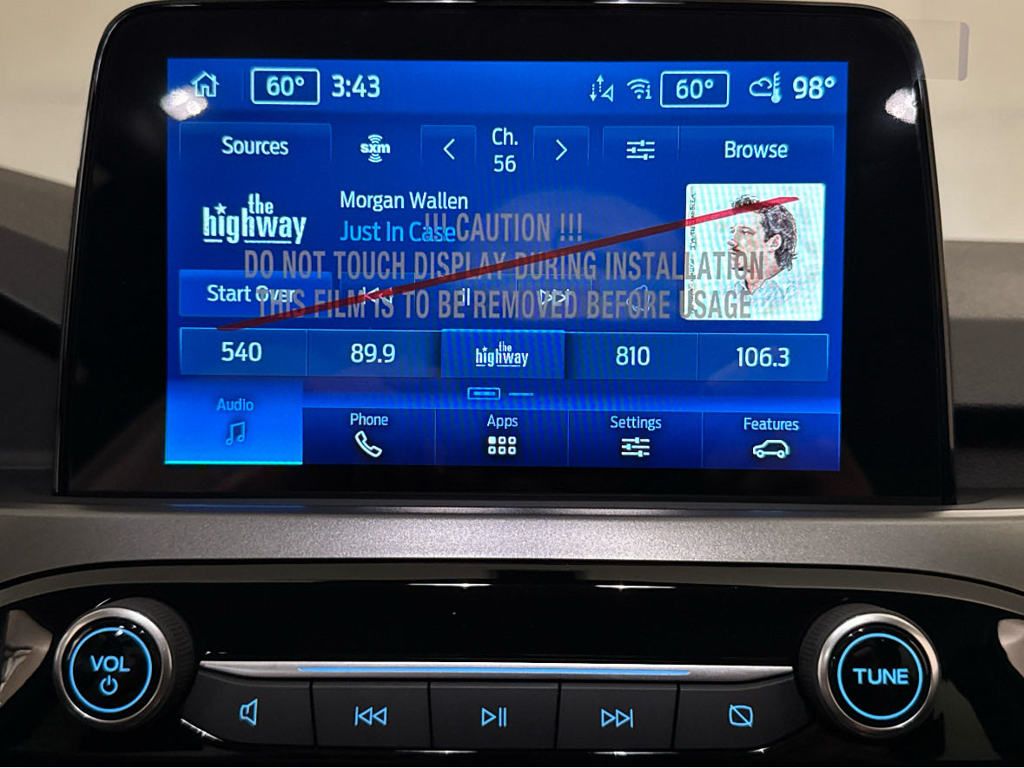 60° 3:43 60° 98°
Sources sxm Ch. 56 Browse
the highway
Morgan Wallen
Just In Case
!!! CAUTION !!!
DO NOT TOUCH DISPLAY DURING INSTALLATION
Start over
THIS FILM IS TO BE REMOVED BEFORE USAGE
540 89.9 the highway 810 106.3
Audio Phone Apps Settings Features
VOL TUNE